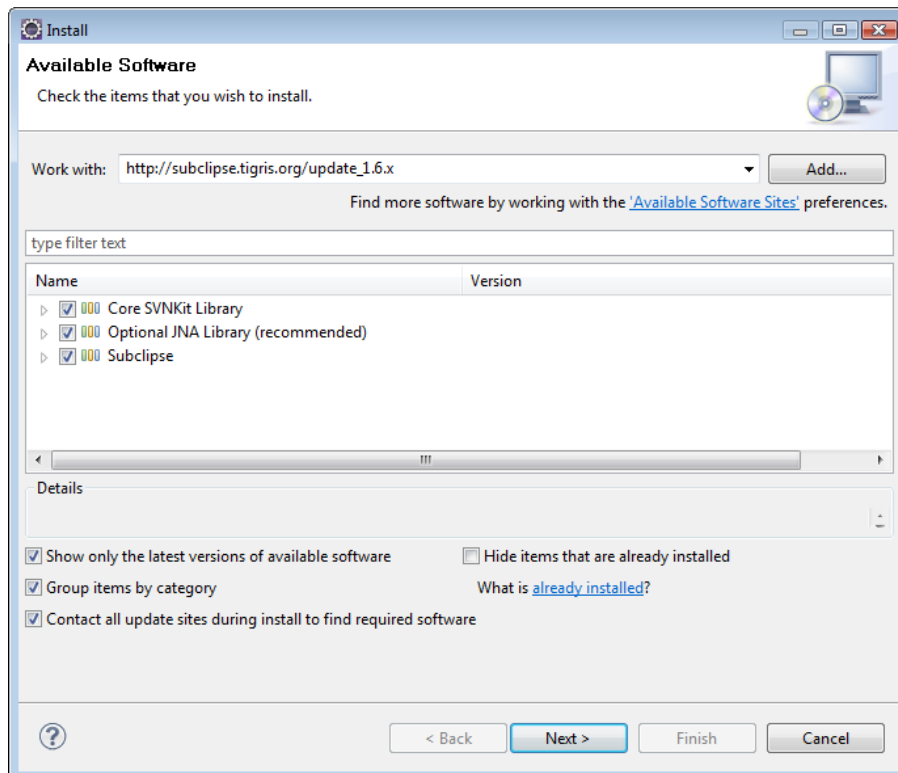 Install
Available Software
Check the items that you wish to install.
Work with: http://subclipse.tigris.org/update_1.6.x Add...
Find more software by working with the 'Available Software Sites' preferences.
type filter text
Name Version
Core SVNKit Library
Optional JNA Library (recommended)
Subclipse
Details
Show only the latest versions of available software Hide items that are already installed
Group items by category What is already installed?
Contact all update sites during install to find required software
? < Back Next > Finish Cancel